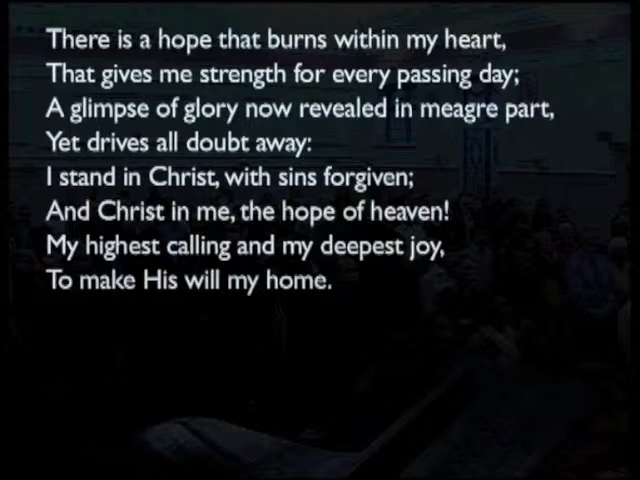 There is a hope that burns within my heart,
That gives me strength for every passing day;
A glimpse of glory now revealed in meagre part,
Yet drives all doubt away:
I stand in Christ, with sins forgiven;
And Christ in me, the hope of heaven!
My highest calling and my deepest joy,
To make His will my home.